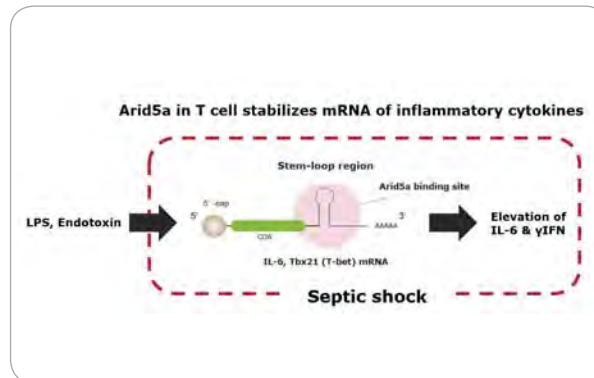 Arid5a in T cell stabilizes mRNA of inflammatory cytokines
Stem-loop region
Arid5a binding site
5' -cap
5'
3'
LPS, Endotoxin
AAAAA
CDA
Elevation of
IL-6 & γIFN
IL-6, Tbx21 (T-bet) mRNA
Septic shock